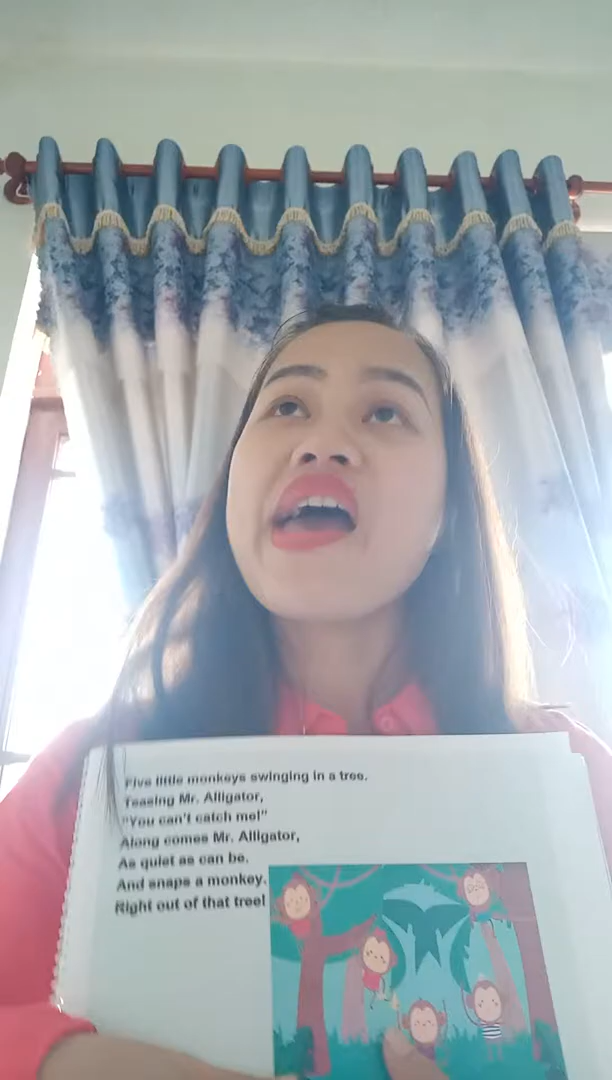 Five little monkeys swinging in a tree.
Teasing Mr. Alligator,
"You can't catch me!"
Along comes Mr. Alligator,
As quiet as can be.
And snaps a monkey.
Right out of that tree!